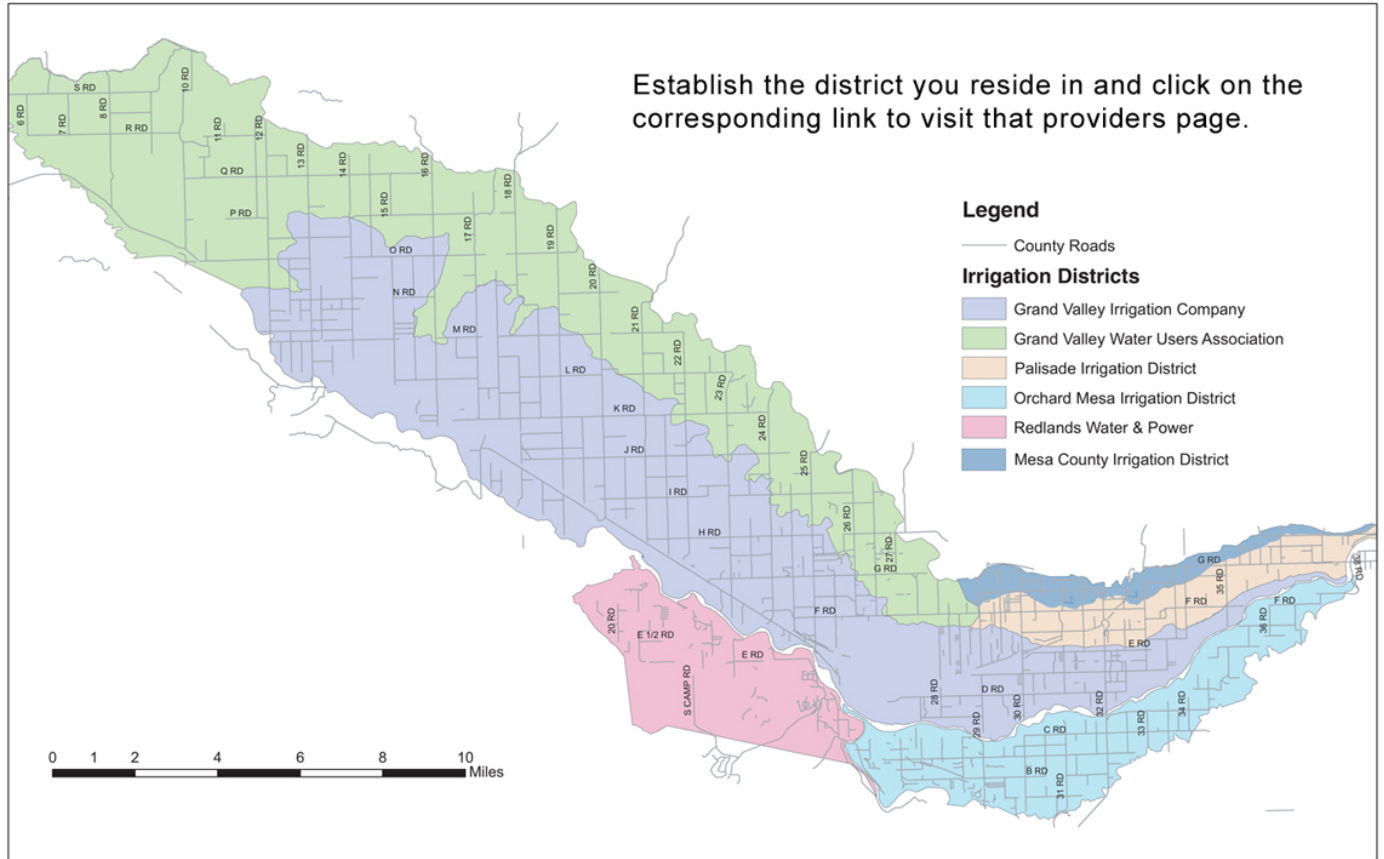 Establish the district you reside in and click on the
corresponding link to visit that providers page.
Legend
County Roads
Irrigation Districts
Grand Valley Irrigation Company
Grand Valley Water Users Association
Palisade Irrigation District
Orchard Mesa Irrigation District
Redlands Water & Power
Mesa County Irrigation District
S RD
6 RD
7 RD
8 RD
10 RD
R RD
11 RD
12 RD
13 RD
14 RD
16 RD
Q RD
15 RD
18 RD
P RD
17 RD
19 RD
O RD
20 RD
N RD
21 RD
M RD
22 RD
L RD
23 RD
K RD
24 RD
J RD
25 RD
I RD
26 RD
H RD
27 RD
G RD
G RD
35 RD
38 RD
F RD
F RD
F RD
36 RD
20 RD
E 1/2 RD
E RD
E RD
S CAMP RD
28 RD
D RD
30 RD
32 RD
34 RD
29 RD
C RD
33 RD
B RD
31 RD
0 1 2 4 6 8 10
Miles